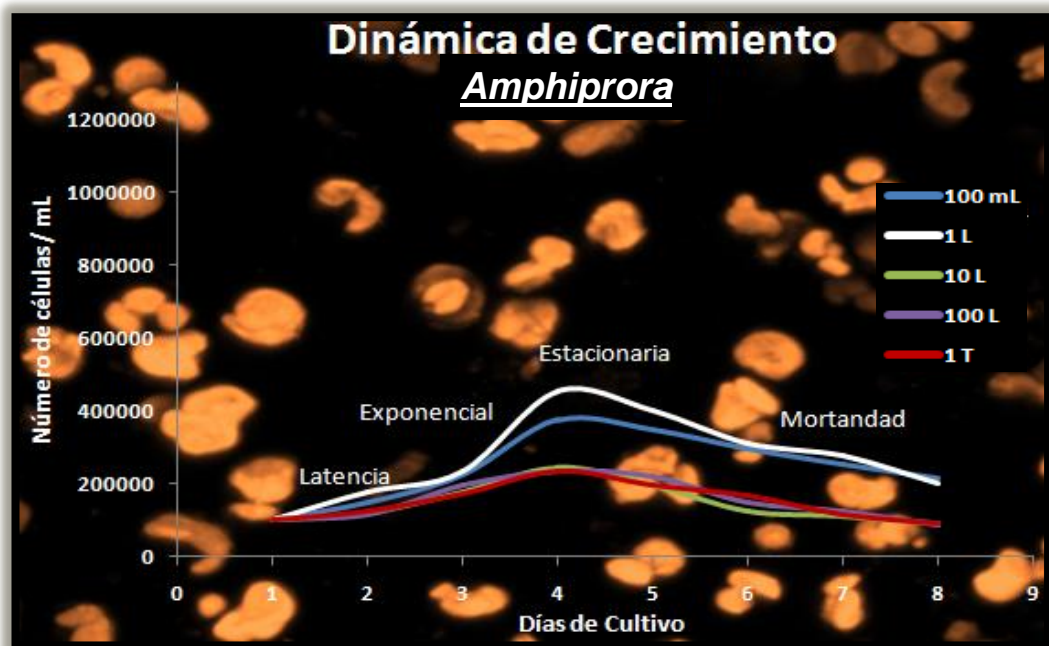 Dinámica de Crecimiento
Amphiprora
Número de células/ mL
1200000
1000000
800000
600000
400000
200000
0
100 mL
1 L
10 L
100 L
1 T
Estacionaria
Exponencial
Mortandad
Latencia
0 1 2 3 4 5 6 7 8 9
Días de Cultivo